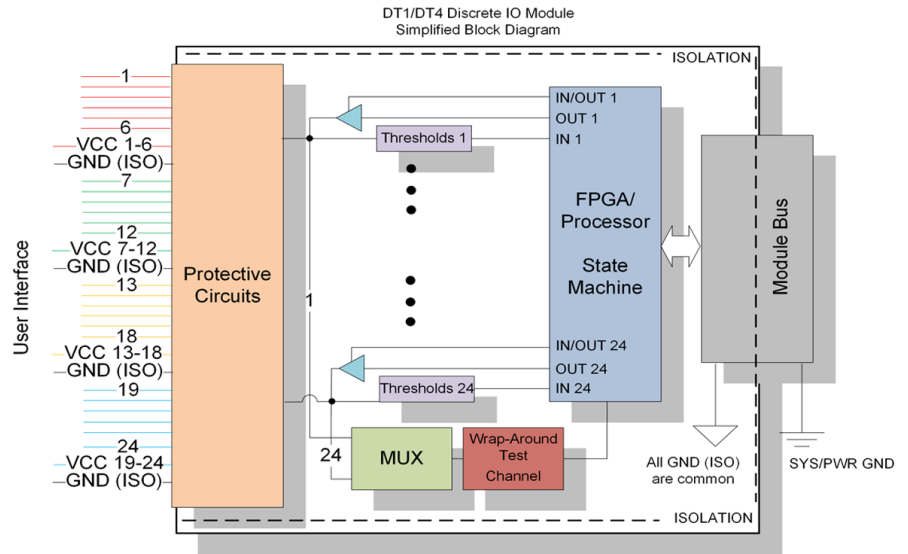 DT1/DT4 Discrete IO Module
Simplified Block Diagram
ISOLATION
User Interface
1
6
VCC 1-6
GND (ISO)
7
12
VCC 7-12
GND (ISO)
13
18
VCC 13-18
GND (ISO)
19
24
VCC 19-24
GND (ISO)
Protective
Circuits
IN/OUT 1
OUT 1
IN 1
Thresholds 1
FPGA/
Processor
State
Machine
1
IN/OUT 24
OUT 24
IN 24
Thresholds 24
24
MUX
Wrap-Around
Test
Channel
Module Bus
All GND (ISO)
are common
SYS/PWR GND
ISOLATION